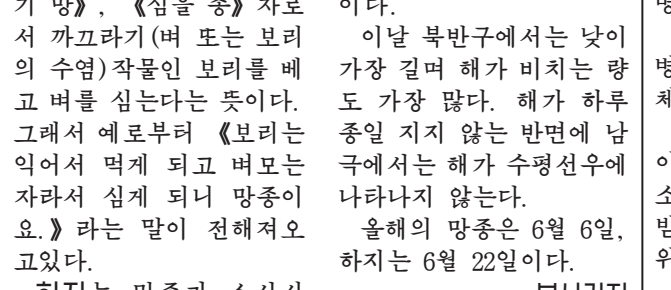 기 망》, 《심을 종》자로
서 까끄라기(벼 또는 보리
의 수염)작물인 보리를 베
고 벼를 심는다는 뜻이다.
그래서 예로부터 《보리는
익어서 먹게 되고 벼모는
자라서 심게 되니 망종이
요.》라는 말이 전해져오
고있다.
이다.
이날 북반구에서는 낮이
가장 길며 해가 비치는 량
도 가장 많다. 해가 하루
종일 지지 않는 반면에 남
극에서는 해가 수평선우에
나타나지 않는다.
올해의 망종은 6월 6일,
하지는 6월 22일이다.